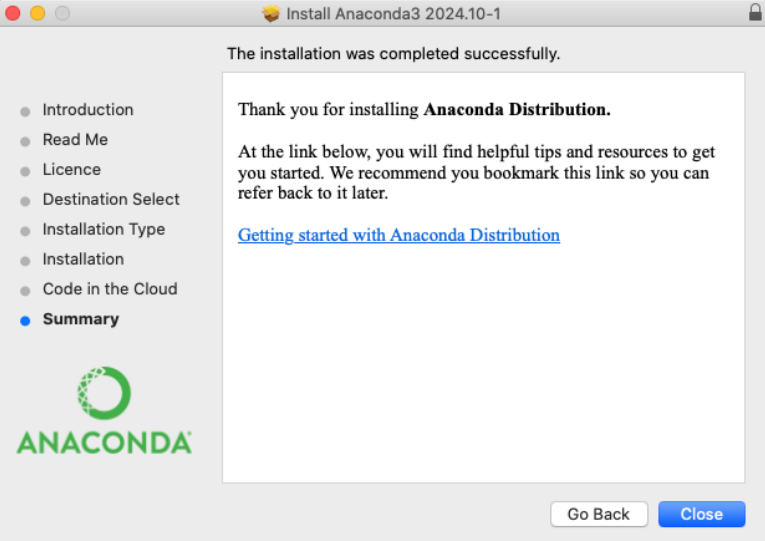 Install Anaconda3 2024.10-1
The installation was completed successfully.
Introduction
Read Me
Licence
Destination Select
Installation Type
Installation
Code in the Cloud
Summary
ANACONDA
Thank you for installing Anaconda Distribution.
At the link below, you will find helpful tips and resources to get
you started. We recommend you bookmark this link so you can
refer back to it later.
Getting started with Anaconda Distribution
Go Back
Close